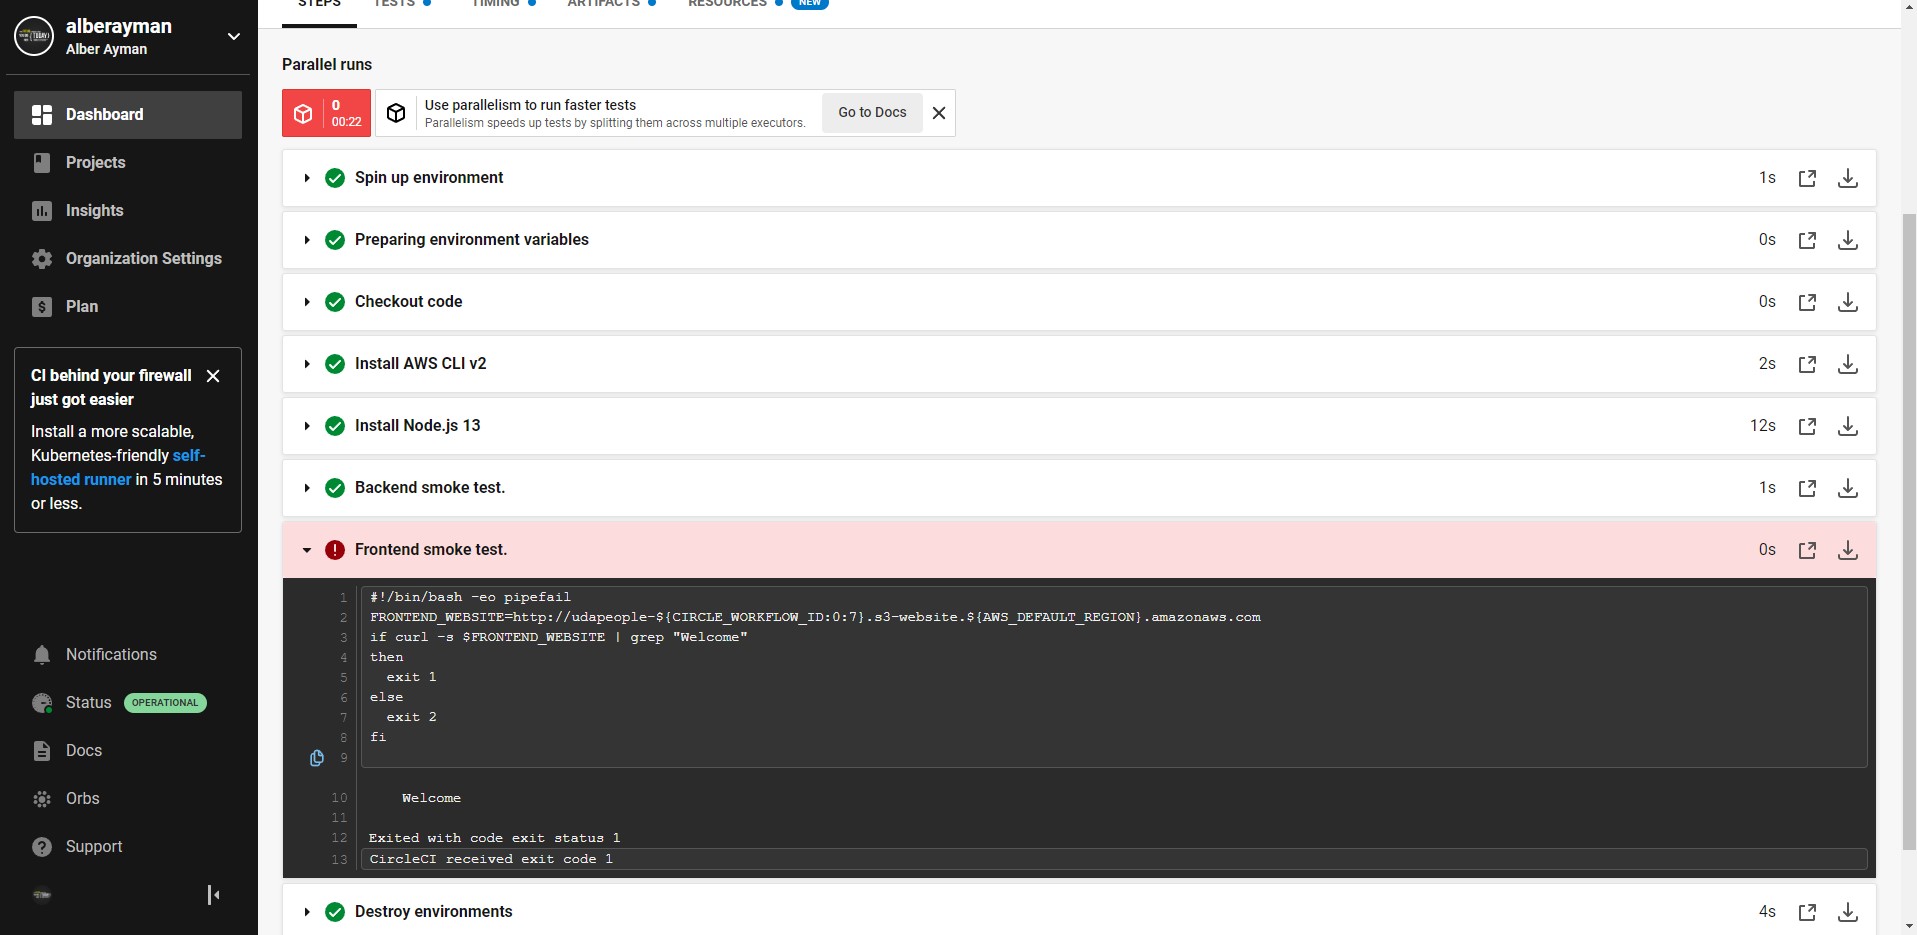 alberayman
Alber Ayman
Dashboard
Projects
Insights
Organization Settings
Plan
CI behind your firewall
just got easier
Install a more scalable,
Kubernetes-friendly self-
hosted runner in 5 minutes
or less.
Notifications
Status OPERATIONAL
Docs
Orbs
Support
STEPS TESTS TIMING ARTIFACTS RESOURCES NEW
Parallel runs
0
00:22
Use parallelism to run faster tests
Parallelism speeds up tests by splitting them across multiple executors.
Go to Docs
Spin up environment 1s
Preparing environment variables 0s
Checkout code 0s
Install AWS CLI v2 2s
Install Node.js 13 12s
Backend smoke test. 1s
Frontend smoke test. 0s
1 #!/bin/bash -eo pipefail
2 FRONTEND_WEBSITE=http://udapeople-${CIRCLE_WORKFLOW_ID:0:7}.s3-website.${AWS_DEFAULT_REGION}.amazonaws.com
3 if curl -s $FRONTEND_WEBSITE | grep "Welcome"
4 then
5   exit 1
6 else
7   exit 2
8 fi
9
10     Welcome
11
12 Exited with code exit status 1
13 CircleCI received exit code 1
Destroy environments 4s